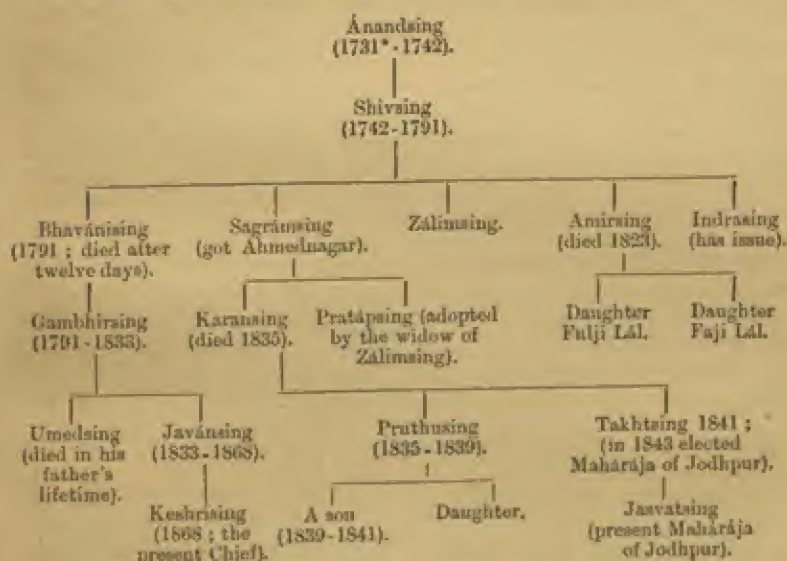 Ánandsing
(1731*-1742).
Shivsing
(1742-1791).
Bhavánising
(1791 ; died after
twelve days).
Sagrámsing
(got Ahmednagar).
Zálimsing.
Amirsing
(died 1823).
Indrasing
(has issue).
Gambhirsing
(1791-1833).
Karansing
(died 1835).
Pratápsing (adopted
by the widow of
Zálimsing).
Daughter
Fulji Lál.
Daughter
Faji Lál.
Umedsing
(died in his
father's
lifetime).
Javánsing
(1833-1868).
Pruthusing
(1835-1839).
Takhtsing 1841 ;
(in 1843 elected
Mahárája of Jodhpur).
Keshrising
(1868 ; the
present Chief).
A son
(1839-1841).
Daughter.
Jasvatsing
(present Mahárája
of Jodhpur).